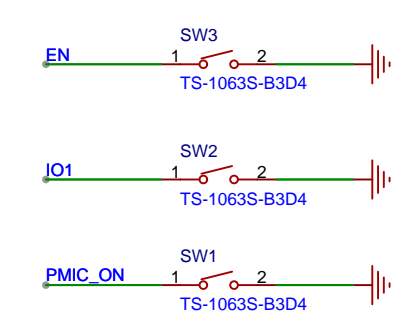 SW3
EN 1 2
TS-1063S-B3D4
SW2
IO1 1 2
TS-1063S-B3D4
SW1
PMIC_ON 1 2
TS-1063S-B3D4